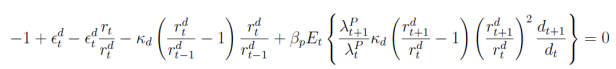 $$-1+\epsilon_t^d-\epsilon_t^d\frac{r_t}{r_t^d}-\kappa_d\left(\frac{r_t^d}{r_{t-1}^d}-1\right)\frac{r_t^d}{r_{t-1}^d}+\beta_p E_t\left\{\frac{\lambda_{t+1}^P}{\lambda_t^P}\kappa_d\left(\frac{r_{t+1}^d}{r_t^d}-1\right)\left(\frac{r_{t+1}^d}{r_t^d}\right)^2\frac{d_{t+1}}{d_t}\right\}=0$$